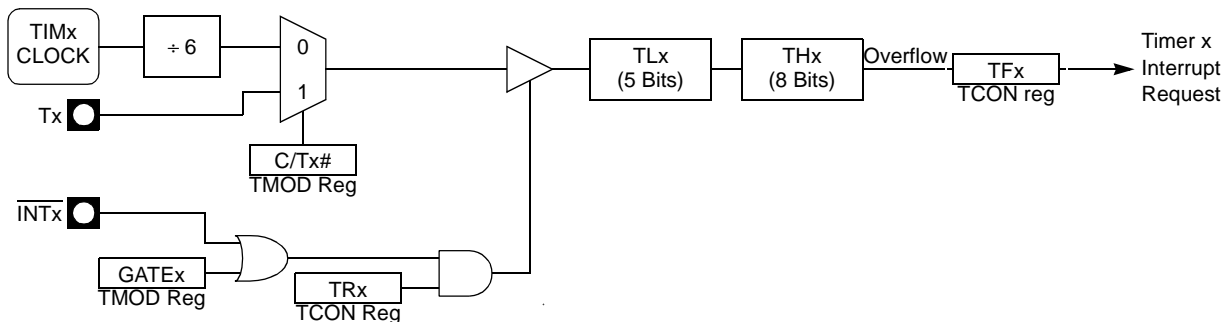 TIMx
CLOCK
÷ 6
0
1
Tx
C/Tx#
TMOD Reg
TLx
(5 Bits)
THx
(8 Bits)
Overflow
TFx
TCON reg
Timer x
Interrupt
Request
INTx
GATEx
TMOD Reg
TRx
TCON Reg